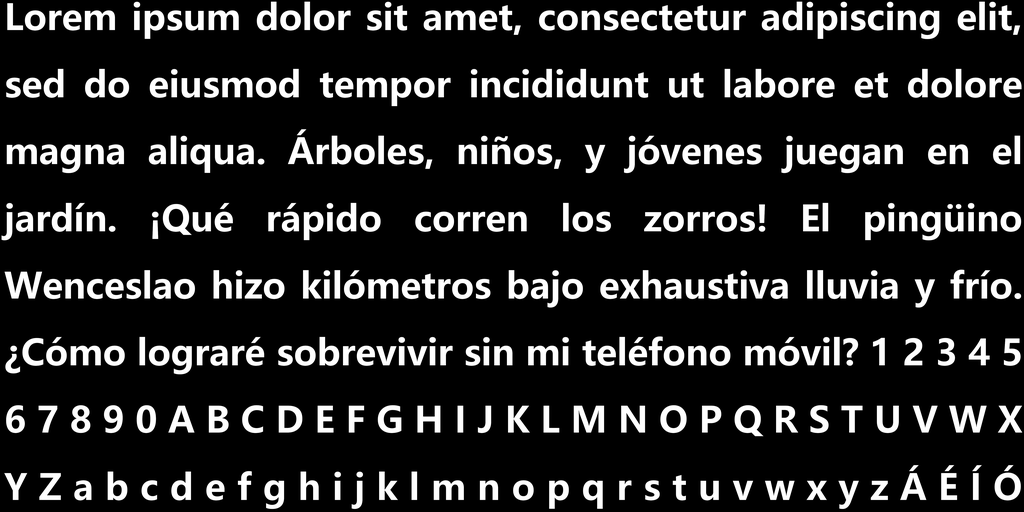 Lorem ipsum dolor sit amet, consectetur adipiscing elit,
sed do eiusmod tempor incididunt ut labore et dolore
magna aliqua. Árboles, niños, y jóvenes juegan en el
jardín. ¡Qué rápido corren los zorros! El pingüino
Wenceslao hizo kilómetros bajo exhaustiva lluvia y frío.
¿Cómo lograré sobrevivir sin mi teléfono móvil? 1 2 3 4 5
6 7 8 9 0 A B C D E F G H I J K L M N O P Q R S T U V W X
Y Z a b c d e f g h i j k l m n o p q r s t u v w x y z Á É Í Ó